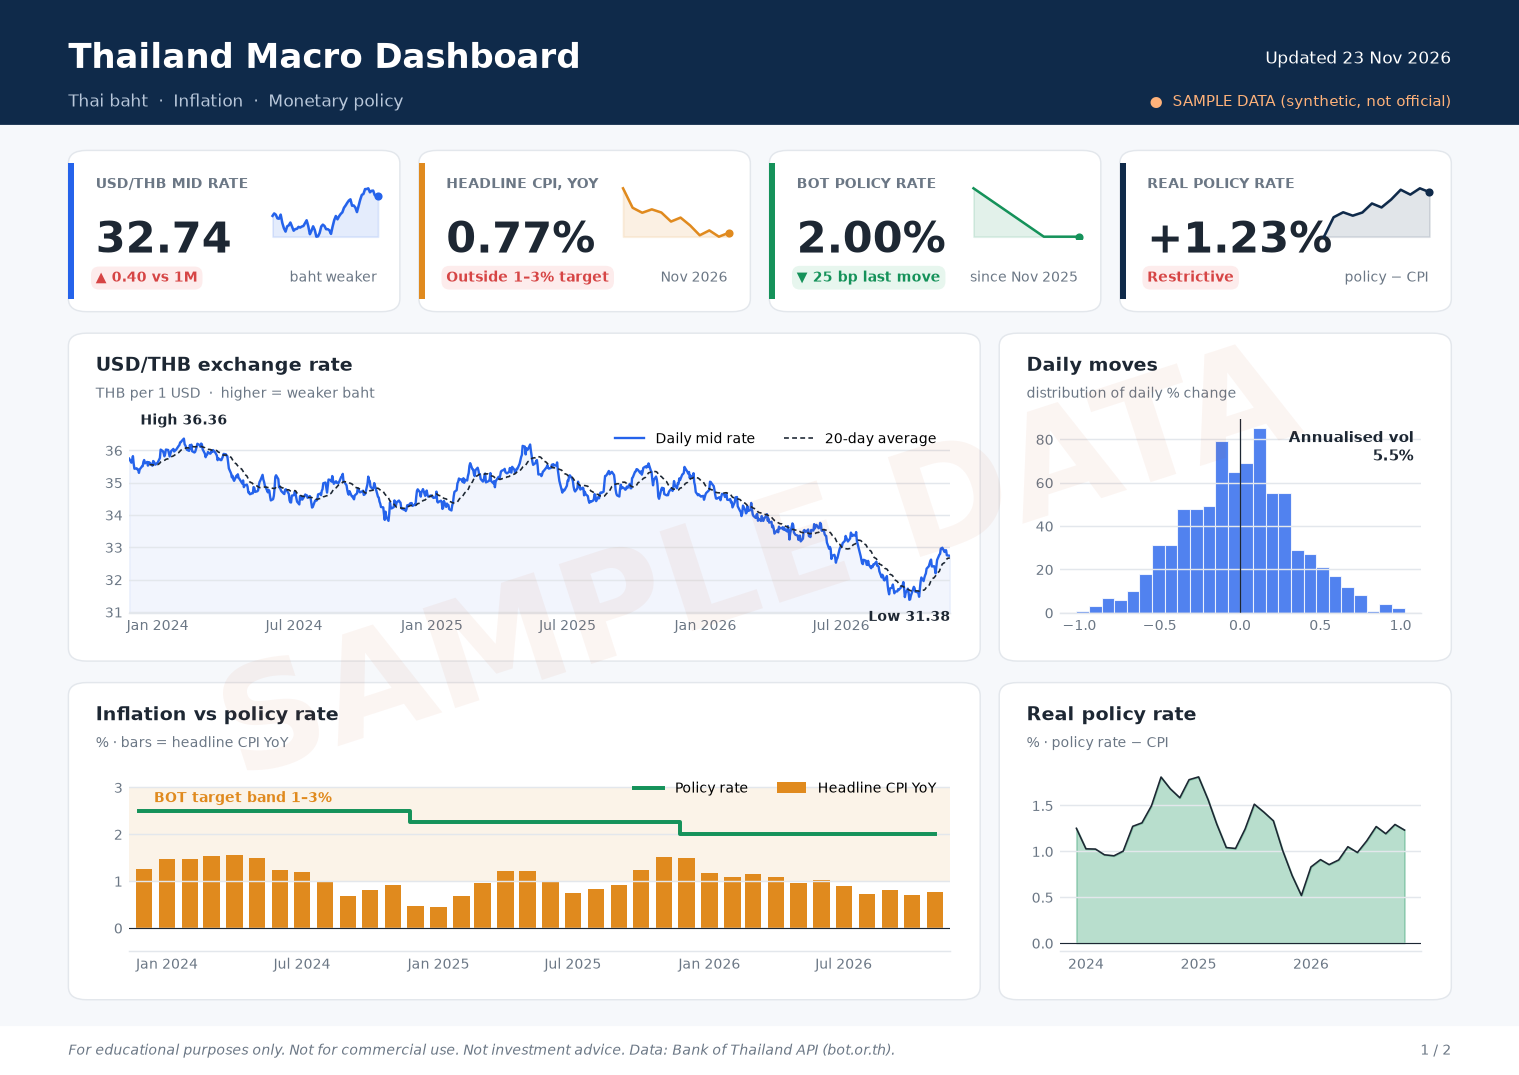 Thailand Macro Dashboard
Updated 23 Nov 2026
Thai baht · Inflation · Monetary policy
● SAMPLE DATA (synthetic, not official)
USD/THB MID RATE
32.74
▲ 0.40 vs 1M
baht weaker
HEADLINE CPI, YOY
0.77%
Outside 1–3% target
Nov 2026
BOT POLICY RATE
2.00%
▼ 25 bp last move
since Nov 2025
REAL POLICY RATE
+1.23%
Restrictive
policy − CPI
USD/THB exchange rate
THB per 1 USD · higher = weaker baht
High 36.36
Daily mid rate
20-day average
36
35
34
33
32
31
Low 31.38
Jan 2024
Jul 2024
Jan 2025
Jul 2025
Jan 2026
Jul 2026
Daily moves
distribution of daily % change
Annualised vol
5.5%
80
60
40
20
0
−1.0
−0.5
0.0
0.5
1.0
SAMPLE DATA
Inflation vs policy rate
% · bars = headline CPI YoY
Policy rate
Headline CPI YoY
BOT target band 1–3%
3
2
1
0
Jan 2024
Jul 2024
Jan 2025
Jul 2025
Jan 2026
Jul 2026
Real policy rate
% · policy rate − CPI
1.5
1.0
0.5
0.0
2024
2025
2026
For educational purposes only. Not for commercial use. Not investment advice. Data: Bank of Thailand API (bot.or.th).
1 / 2